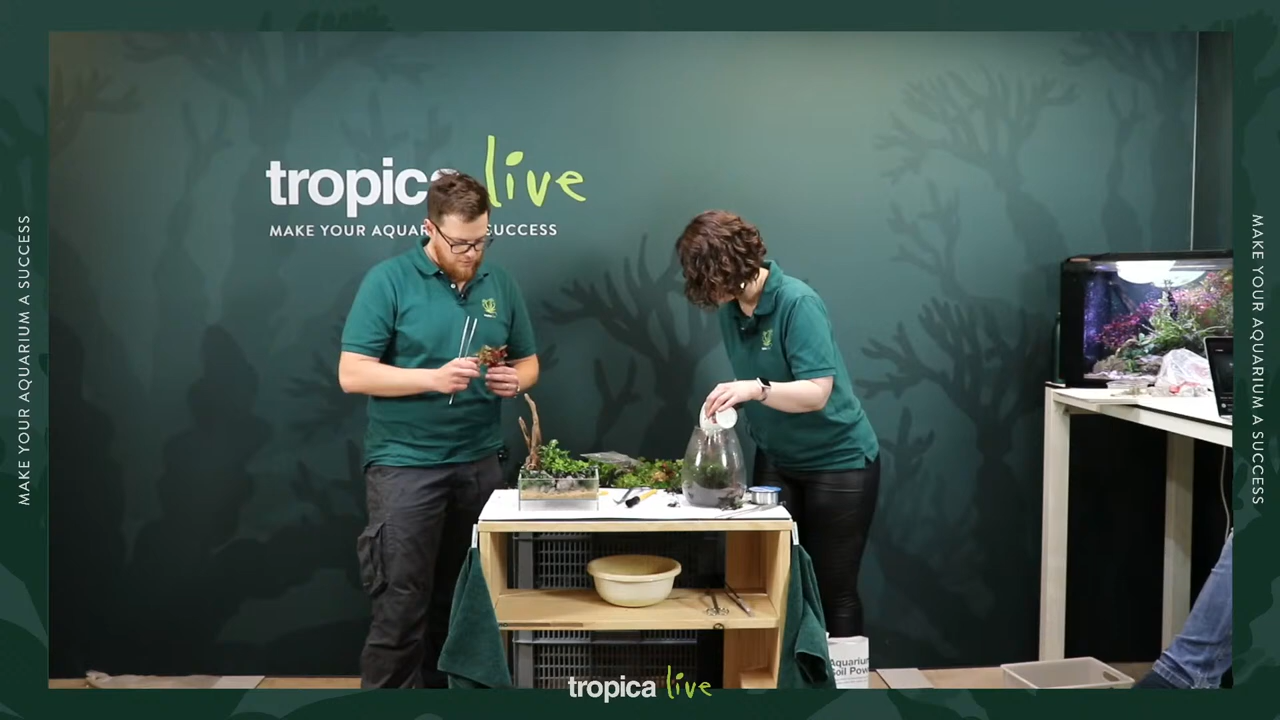 tropica live
MAKE YOUR AQUAR SUCCESS
MAKE YOUR AQUARIUM A SUCCESS
MAKE YOUR AQUARIUM A SUCCESS
Aquarium
Soil Pow
tropica live